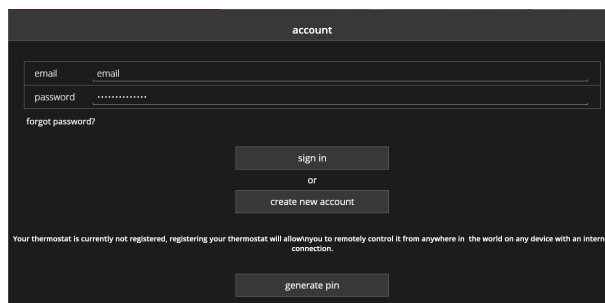 account
email email
password ··············
forgot password?
sign in
or
create new account
Your thermostat is currently not registered, registering your thermostat will allow\nyou to remotely control it from anywhere in the world on any device with an intern
connection.
generate pin